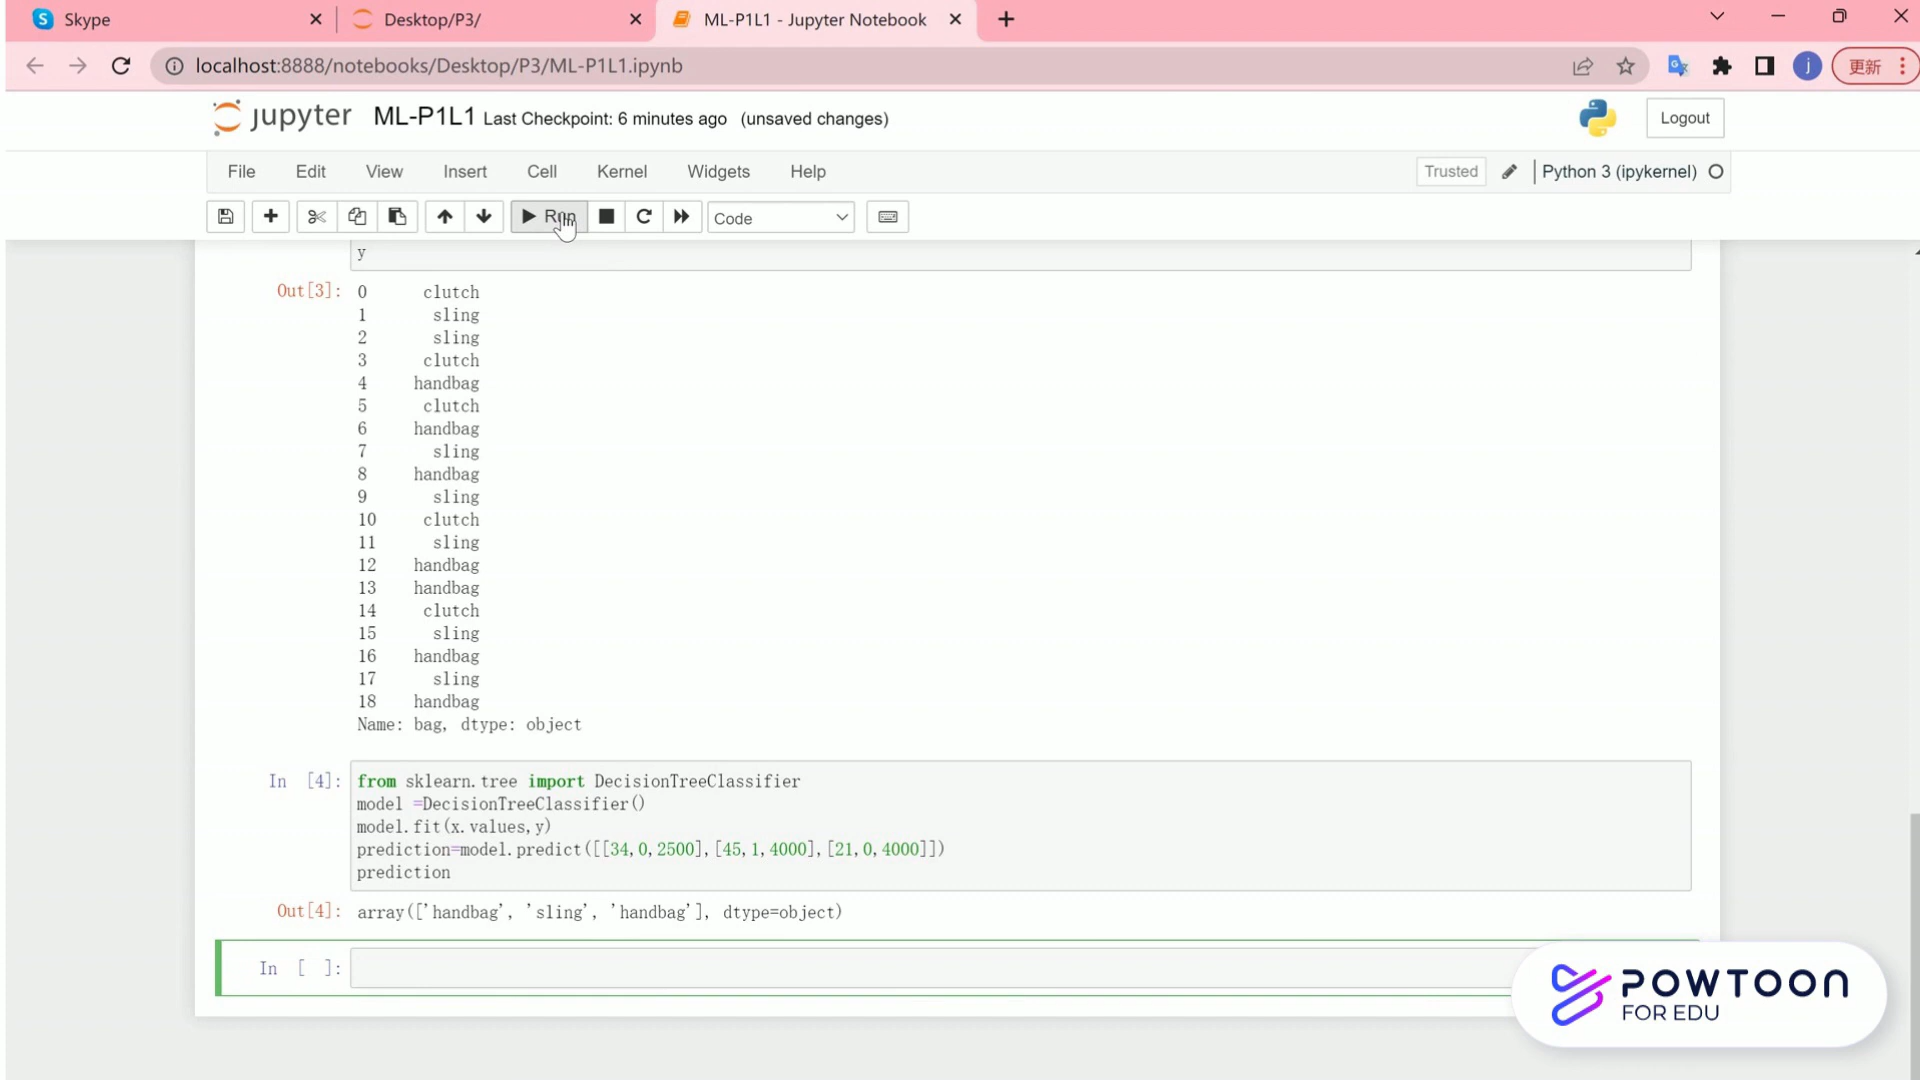 Skype
Desktop/P3/
ML-P1L1 - Jupyter Notebook
localhost:8888/notebooks/Desktop/P3/ML-P1L1.ipynb
j
更新
jupyter ML-P1L1 Last Checkpoint: 6 minutes ago (unsaved changes)
Logout
File Edit View Insert Cell Kernel Widgets Help
Trusted
Python 3 (ipykernel)
Run
Code
y
Out[3]: 0 clutch
1 sling
2 sling
3 clutch
4 handbag
5 clutch
6 handbag
7 sling
8 handbag
9 sling
10 clutch
11 sling
12 handbag
13 handbag
14 clutch
15 sling
16 handbag
17 sling
18 handbag
Name: bag, dtype: object
In [4]: from sklearn.tree import DecisionTreeClassifier
model =DecisionTreeClassifier()
model.fit(x.values,y)
prediction=model.predict([[34,0,2500],[45,1,4000],[21,0,4000]])
prediction
Out[4]: array(['handbag', 'sling', 'handbag'], dtype=object)
In [ ]:
POWTOON
FOR EDU